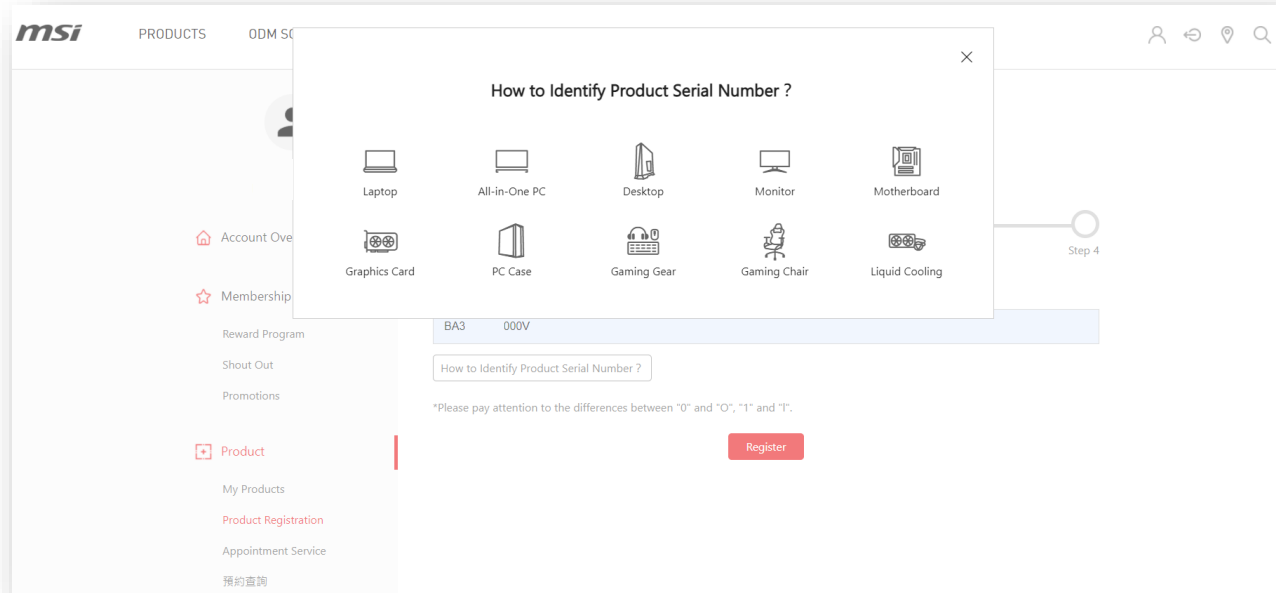 msi PRODUCTS ODM SO
How to Identify Product Serial Number ?
Laptop All-in-One PC Desktop Monitor Motherboard
Graphics Card PC Case Gaming Gear Gaming Chair Liquid Cooling
Account Ove
Step 4
Membership
BA3 000V
Reward Program
Shout Out
How to Identify Product Serial Number ?
Promotions
*Please pay attention to the differences between "0" and "O", "1" and "l".
Register
Product
My Products
Product Registration
Appointment Service
預約查詢